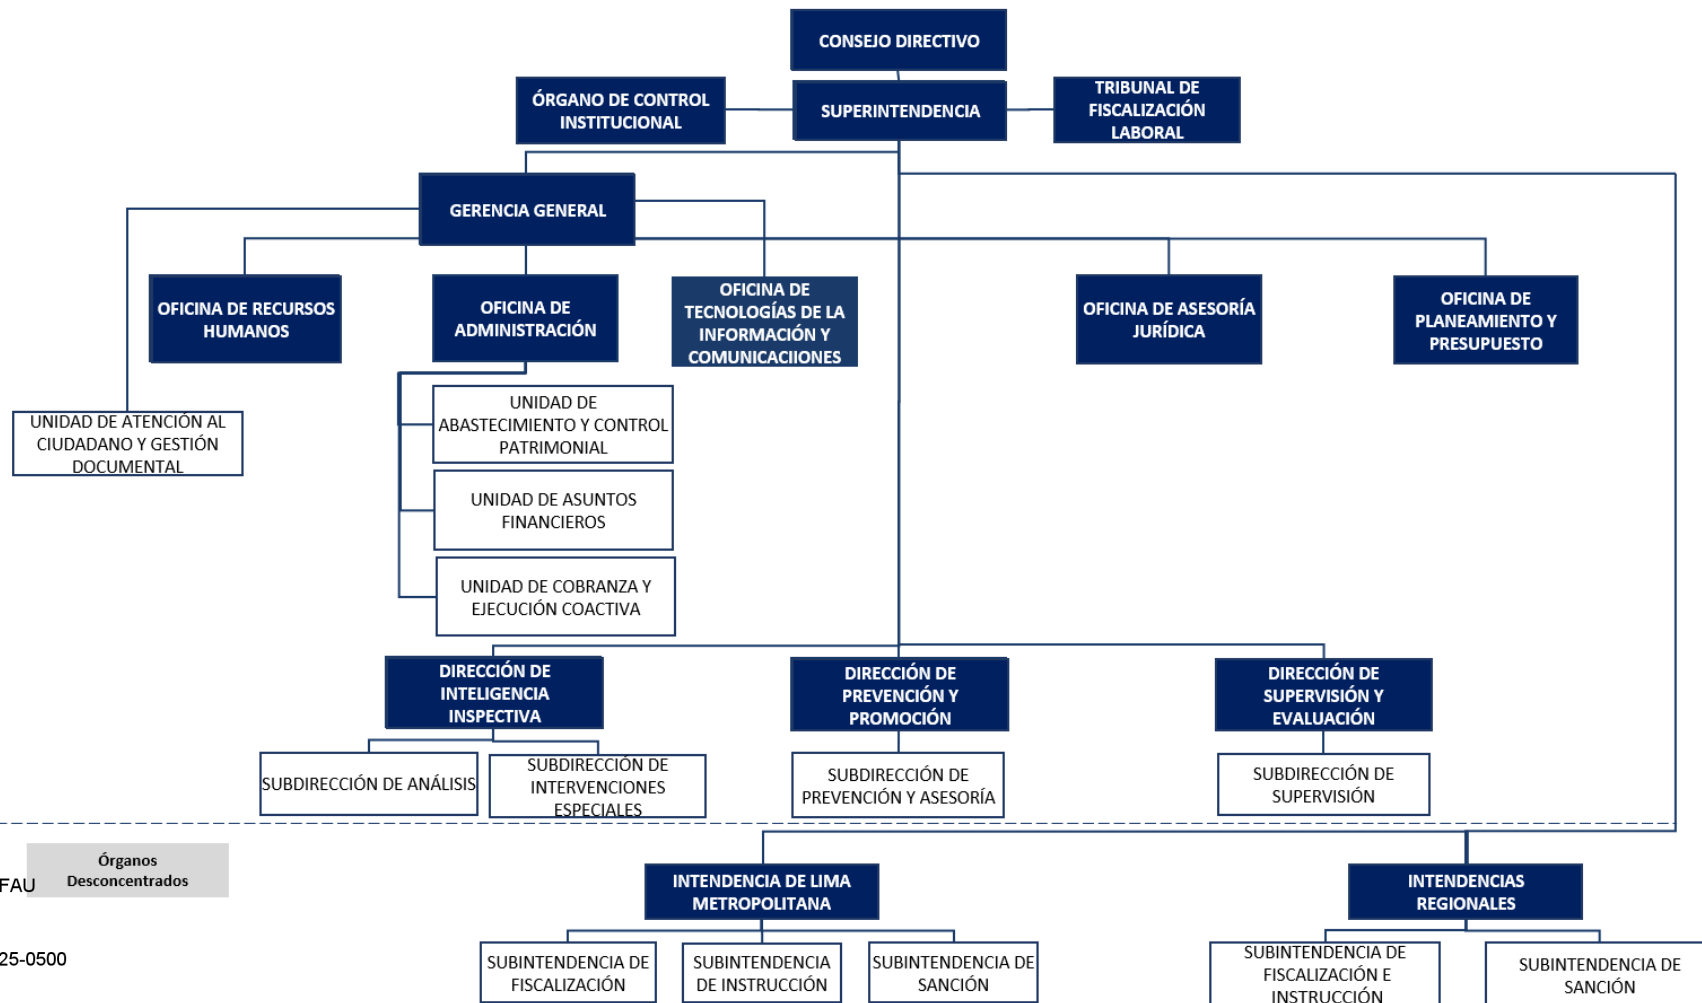 CONSEJO DIRECTIVO
ÓRGANO DE CONTROL
INSTITUCIONAL
SUPERINTENDENCIA
TRIBUNAL DE
FISCALIZACIÓN
LABORAL
GERENCIA GENERAL
OFICINA DE RECURSOS
HUMANOS
OFICINA DE
ADMINISTRACIÓN
OFICINA DE
TECNOLOGÍAS DE LA
INFORMACIÓN Y
COMUNICACIIONES
OFICINA DE ASESORÍA
JURÍDICA
OFICINA DE
PLANEAMIENTO Y
PRESUPUESTO
UNIDAD DE ATENCIÓN AL
CIUDADANO Y GESTIÓN
DOCUMENTAL
UNIDAD DE
ABASTECIMIENTO Y CONTROL
PATRIMONIAL
UNIDAD DE ASUNTOS
FINANCIEROS
UNIDAD DE COBRANZA Y
EJECUCIÓN COACTIVA
DIRECCIÓN DE
INTELIGENCIA
INSPECTIVA
DIRECCIÓN DE
PREVENCIÓN Y
PROMOCIÓN
DIRECCIÓN DE
SUPERVISIÓN Y
EVALUACIÓN
SUBDIRECCIÓN DE ANÁLISIS
SUBDIRECCIÓN DE
INTERVENCIONES
ESPECIALES
SUBDIRECCIÓN DE
PREVENCIÓN Y ASESORÍA
SUBDIRECCIÓN DE
SUPERVISIÓN
Órganos
Desconcentrados
FAU
25-0500
INTENDENCIA DE LIMA
METROPOLITANA
INTENDENCIAS
REGIONALES
SUBINTENDENCIA DE
FISCALIZACIÓN
SUBINTENDENCIA
DE INSTRUCCIÓN
SUBINTENDENCIA DE
SANCIÓN
SUBINTENDENCIA DE
FISCALIZACIÓN E
INSTRUCCIÓN
SUBINTENDENCIA DE
SANCIÓN